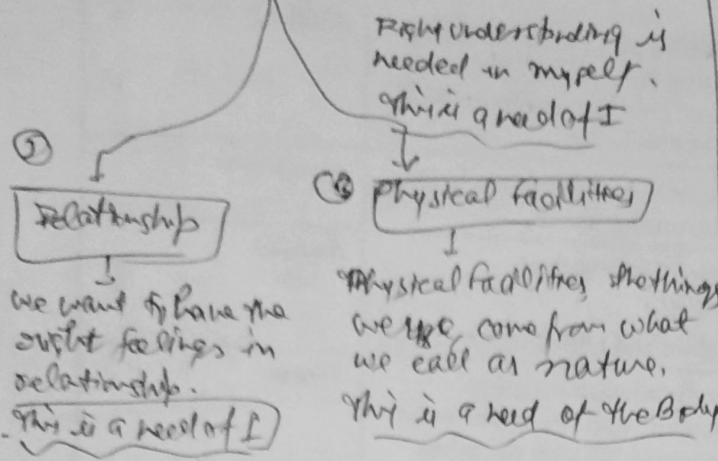 Right understanding is
needed in myself.
This is a need of I
②
Relationship
Physical facilities
we want to have the
right feelings in
relationship.
This is a need of I
Physical facilities, the things
we use, come from what
we call as nature.
This is a need of the Body